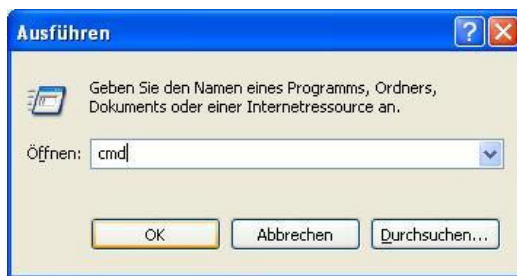 Ausführen
Geben Sie den Namen eines Programms, Ordners,
Dokuments oder einer Internetressource an.
Öffnen: cmd
OK Abbrechen Durchsuchen...